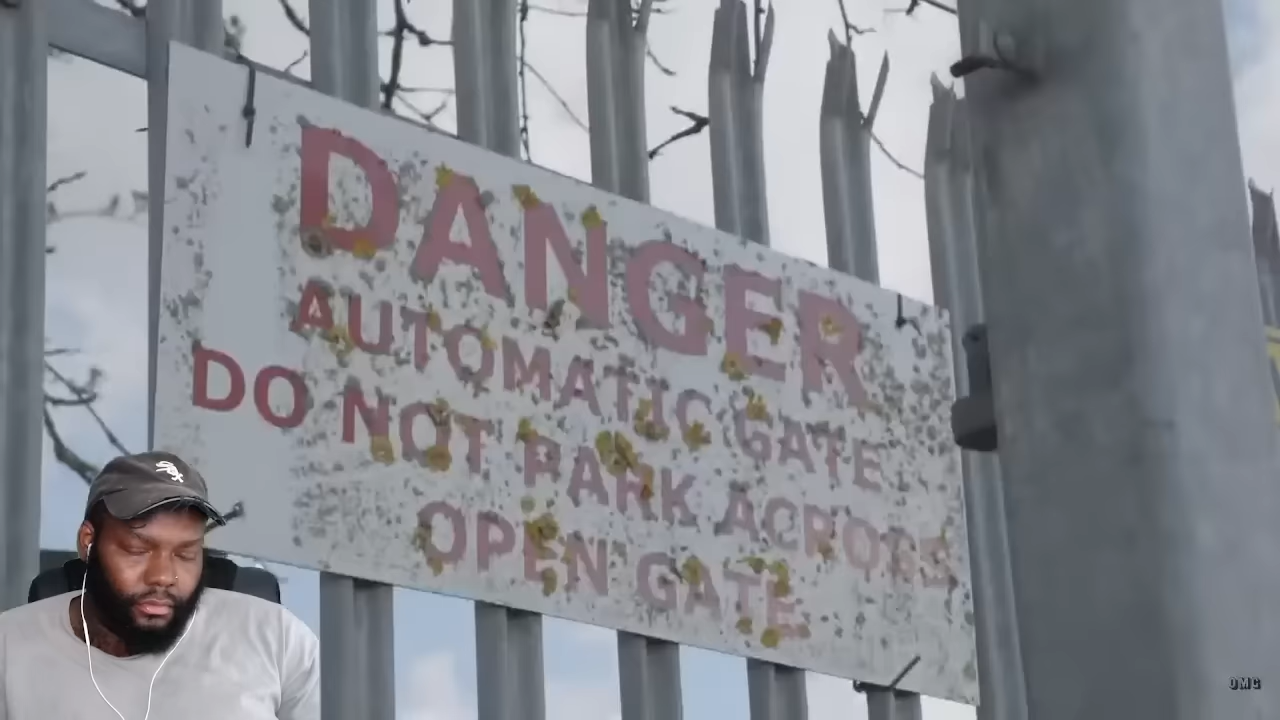 DANGER
AUTOMATIC GATE
DO NOT PARK ACROSS
OPEN GATE
OMG